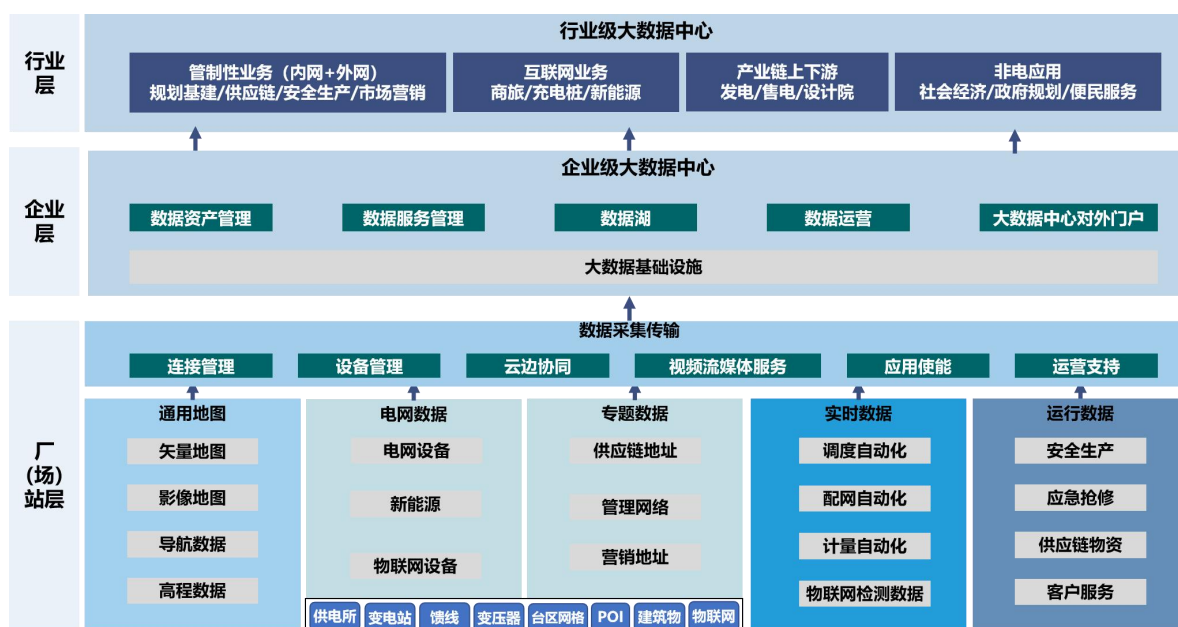 行业级大数据中心
行业
层
管制性业务（内网+外网）
规划基建/供应链/安全生产/市场营销
互联网业务
商旅/充电桩/新能源
产业链上下游
发电/售电/设计院
非电应用
社会经济/政府规划/便民服务
企业级大数据中心
企业
层
数据资产管理
数据服务管理
数据湖
数据运营
大数据中心对外门户
大数据基础设施
数据采集传输
连接管理
设备管理
云边协同
视频流媒体服务
应用使能
运营支持
厂
(场)
站层
通用地图
矢量地图
影像地图
导航数据
高程数据
电网数据
电网设备
新能源
物联网设备
专题数据
供应链地址
管理网络
营销地址
实时数据
调度自动化
配网自动化
计量自动化
物联网检测数据
运行数据
安全生产
应急抢修
供应链物资
客户服务
供电所
变电站
馈线
变压器
台区网格
POI
建筑物
物联网